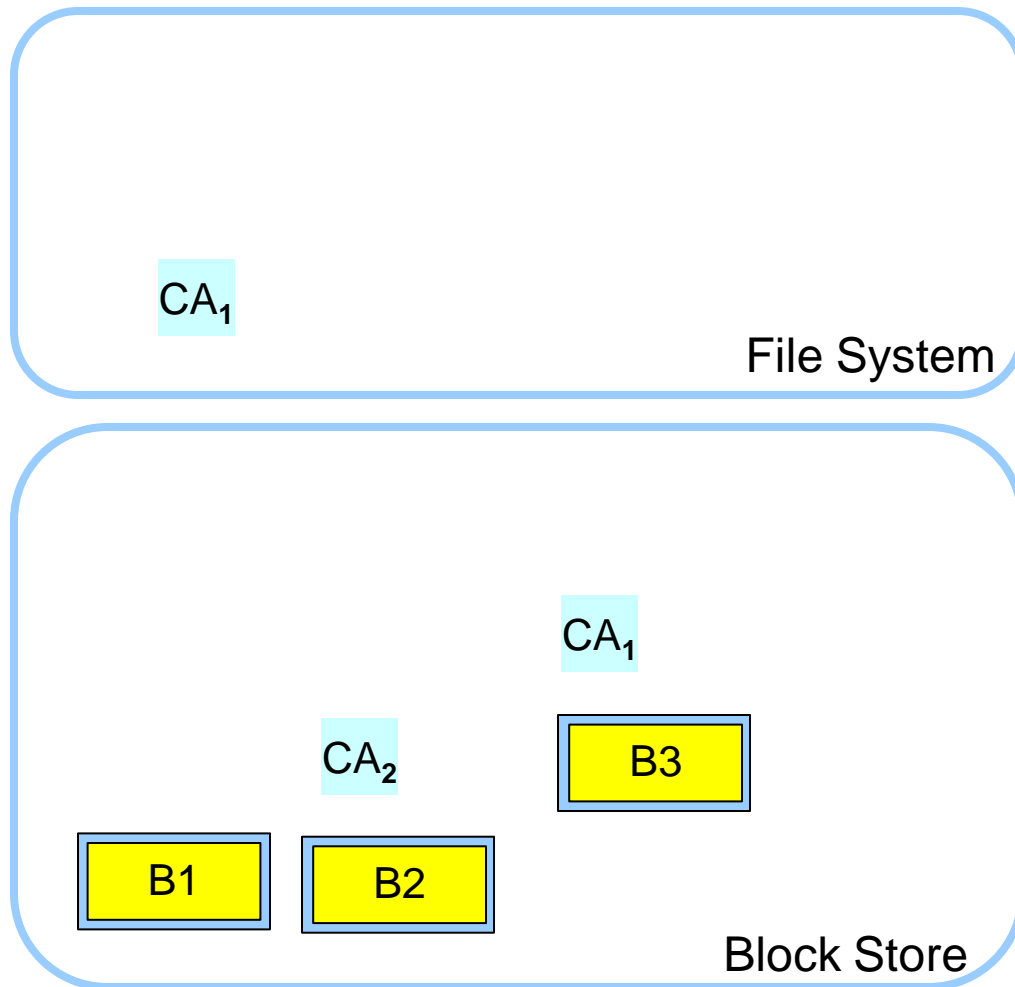 CA₁
File System
CA₁
CA₂
B3
B1
B2
Block Store